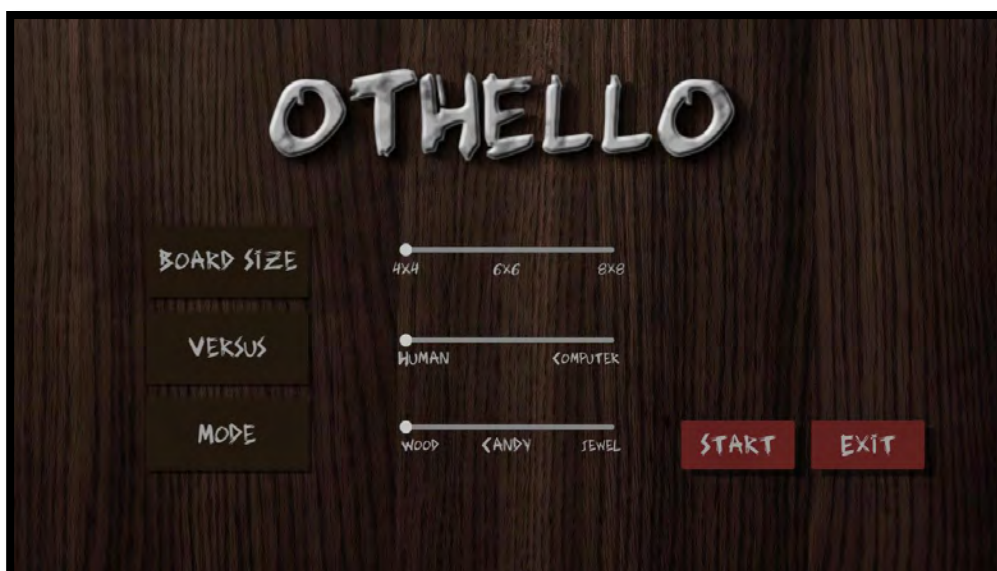 OTHELLO
BOARD SIZE
4X4 6X6 8X8
VERSUS
HUMAN COMPUTER
MODE
WOOD CANDY JEWEL
START EXIT